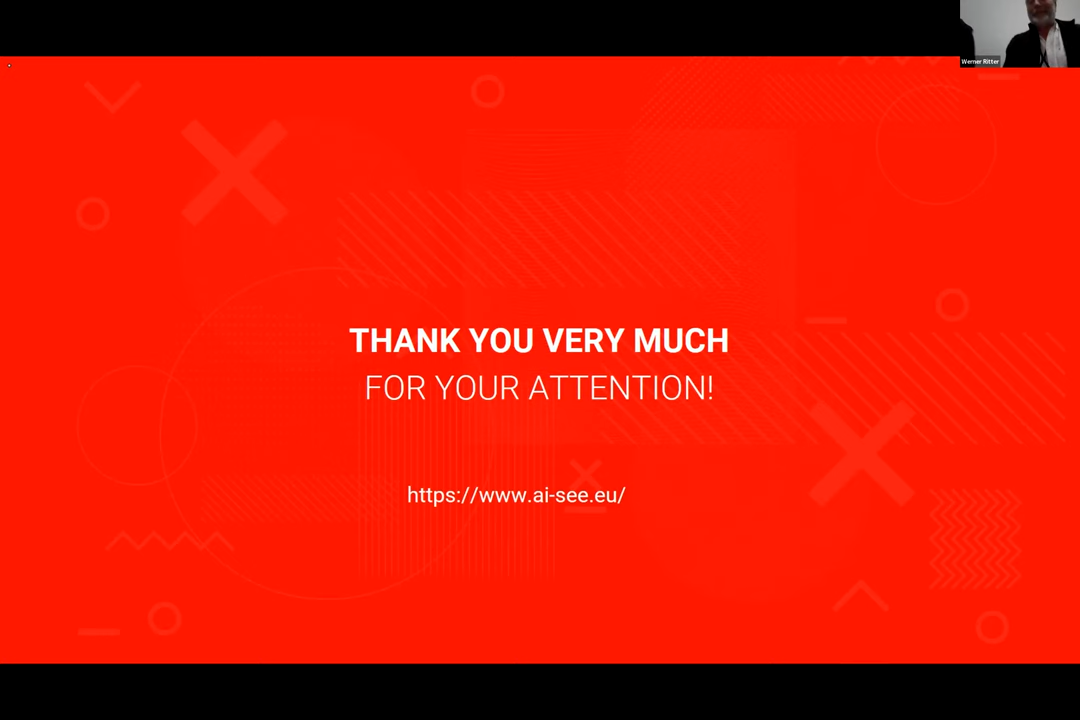 Werner Ritter
THANK YOU VERY MUCH
FOR YOUR ATTENTION!
https://www.ai-see.eu/